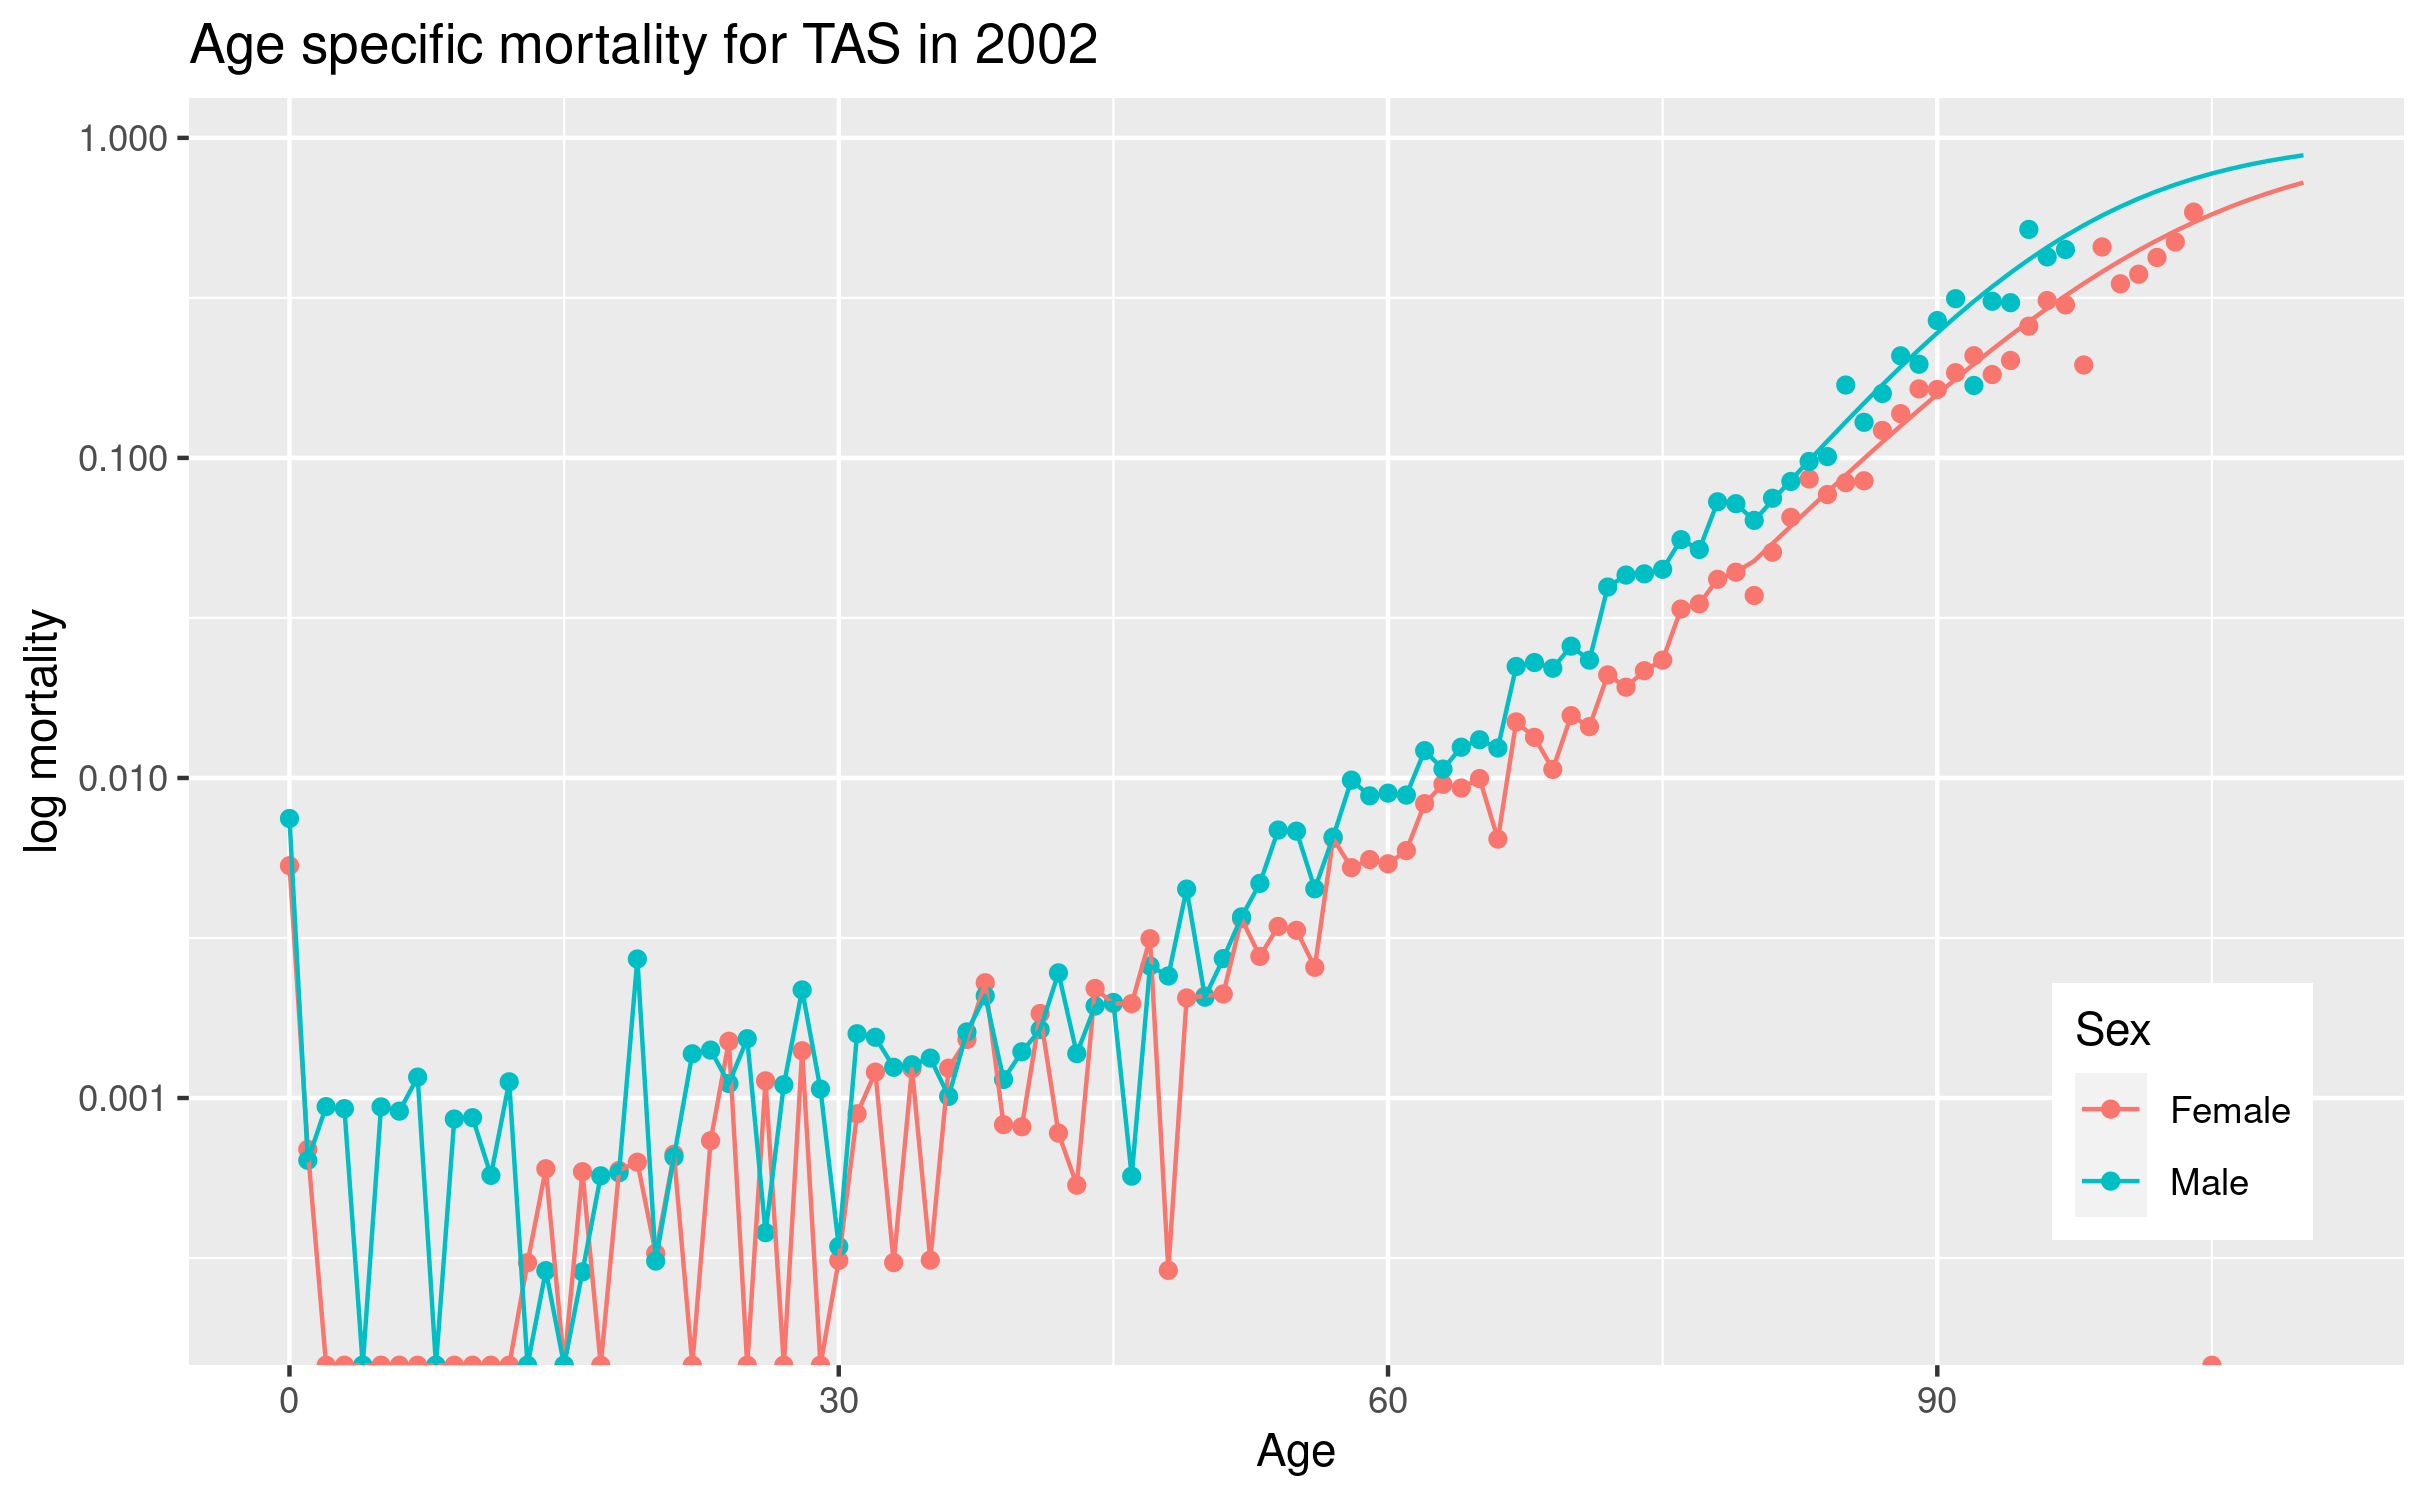 Age specific mortality for TAS in 2002
1.000
0.100
0.010
0.001
log mortality
0 30 60 90
Age
Sex
Female
Male